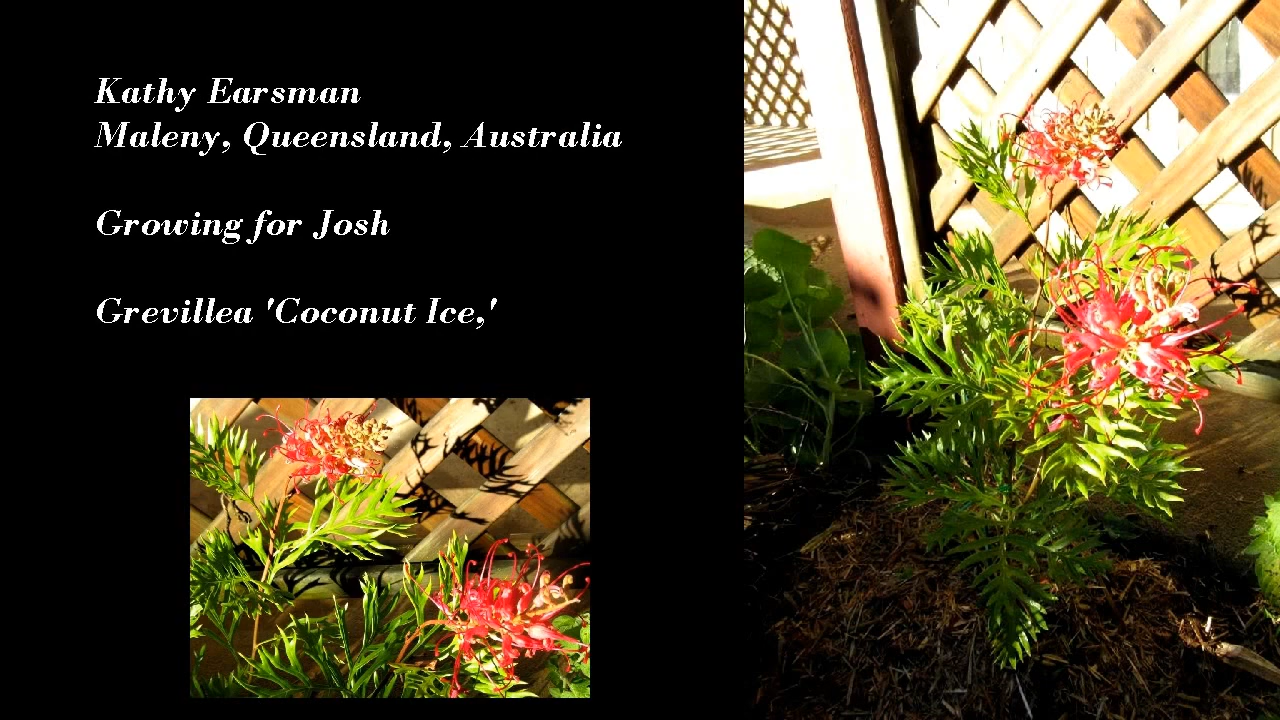 Kathy Earsman
Maleny, Queensland, Australia
Growing for Josh
Grevillea 'Coconut Ice,'